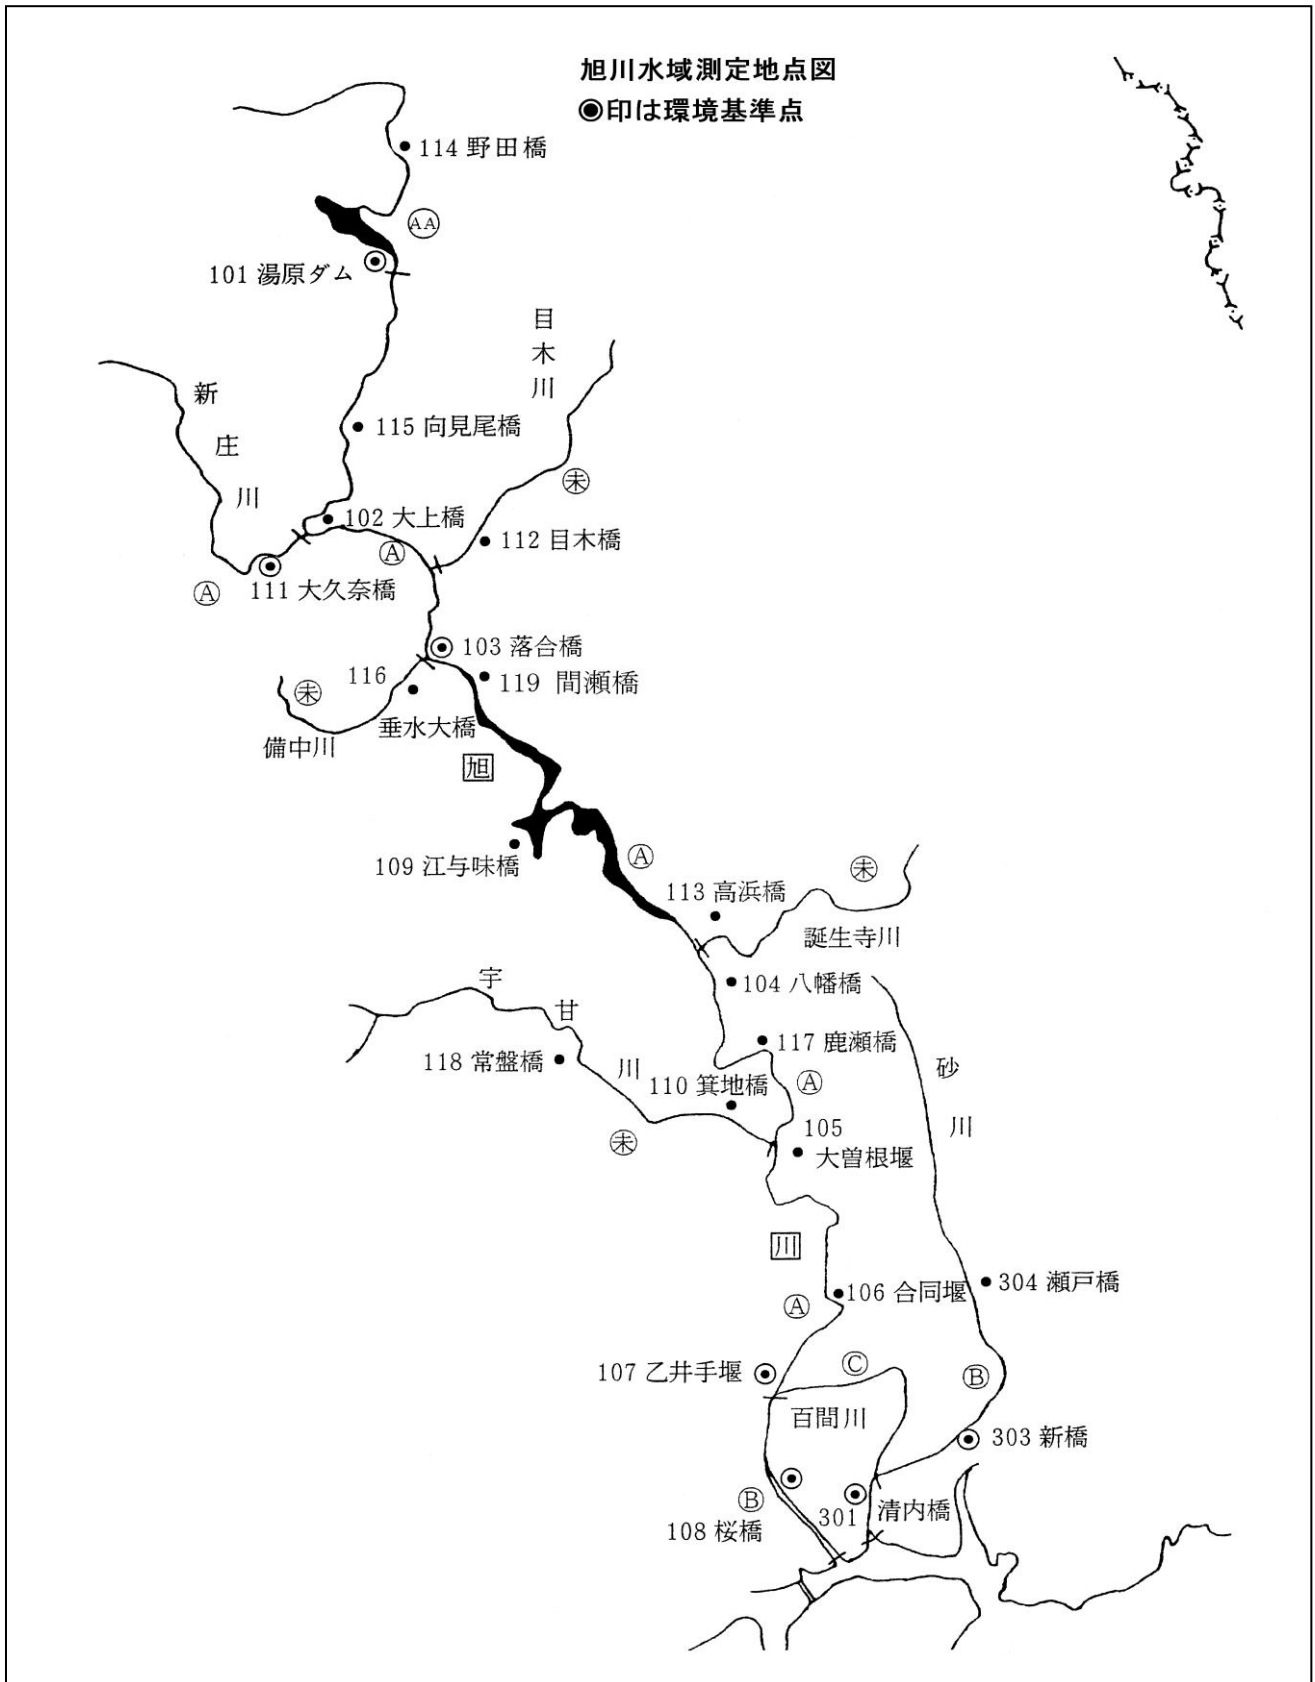 旭川水域測定地点図
◉印は環境基準点
114 野田橋
AA
101 湯原ダム
目木川
新庄川
115 向見尾橋
未
102 大上橋
112 目木橋
A
A
111 大久奈橋
103 落合橋
116
垂水大橋
119 間瀬橋
未
備中川
旭
109 江与味橋
A
113 高浜橋
未
誕生寺川
104 八幡橋
宇甘川
117 鹿瀬橋
118 常盤橋
砂川
110 箕地橋
A
105
大曽根堰
未
川
304 瀬戸橋
106 合同堰
A
C
107 乙井手堰
B
百間川
303 新橋
B
301
清内橋
108 桜橋